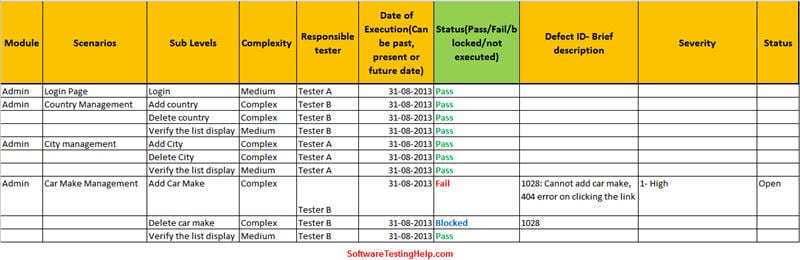 Module Scenarios Sub Levels Complexity Responsible tester Date of Execution(Can be past, present or future date) Status(Pass/Fail/blocked/not executed) Defect ID- Brief description Severity Status
Admin Login Page Login Medium Tester A 31-08-2013 Pass
Admin Country Management Add country Complex Tester B 31-08-2013 Pass
Delete country Complex Tester B 31-08-2013 Pass
Verify the list display Medium Tester B 31-08-2013 Pass
Admin City management Add City Complex Tester A 31-08-2013 Pass
Delete City Complex Tester A 31-08-2013 Pass
Verify the list display Medium Tester A 31-08-2013 Pass
Admin Car Make Management Add Car Make Complex Tester B 31-08-2013 Fail 1028: Cannot add car make, 404 error on clicking the link 1- High Open
Delete car make Complex Tester B 31-08-2013 Blocked 1028
Verify the list display Medium Tester B 31-08-2013 Pass
SoftwareTestingHelp.com